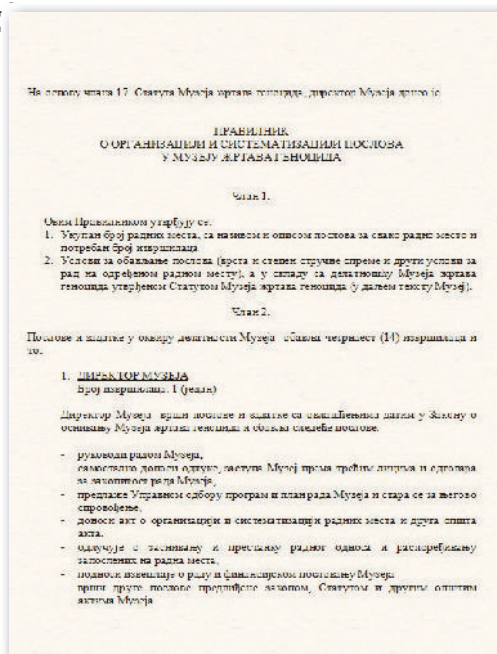 На основу члана 17. Статута Музеја жртава геноцида, директор Музеја донео је
ПРАВИЛНИК
О ОРГАНИЗАЦИЈИ И СИСТЕМАТИЗАЦИЈИ ПОСЛОВА
У МУЗЕЈУ ЖРТАВА ГЕНОЦИДА
Члан 1.
Овим Правилником утврђују се:
1. Укупан број радних места, са називом и описом послова за свако радно место и
потребан број извршилаца.
2. Услови за обављање послова (врста и степен стручне спреме и други услови за
рад на одређеном радном месту), а у складу са делатношћу Музеја жртава
геноцида утврђеном Статутом Музеја жртава геноцида (у даљем тексту Музеј).
Члан 2.
Послове и задатке у оквиру делатности Музеја обавља четрнест (14) извршилаца и
то:
1. ДИРЕКТОР МУЗЕЈА
Број извршилаца: 1 (један)
Директор Музеја врши послове и задатке са овлашћењима датим у Закону о
оснивању Музеја жртава геноцида и обавља следеће послове:
- руководи радом Музеја,
- самостално доноси одлуке, заступа Музеј према трећим лицима и одговара
за законитост рада Музеја,
- предлаже Управном одбору програм и план рада Музеја и стара се за његово
спровођење,
- доноси акт о организацији и систематизацији радних места и друга општа
акта,
- одлучује о заснивању и престанку радног односа и распоређивању
запослених на радна места,
- подноси извештаје о раду и финансијском пословању Музеја
- врши друге послове предвиђене законом, Статутом и другим општим
актима Музеја